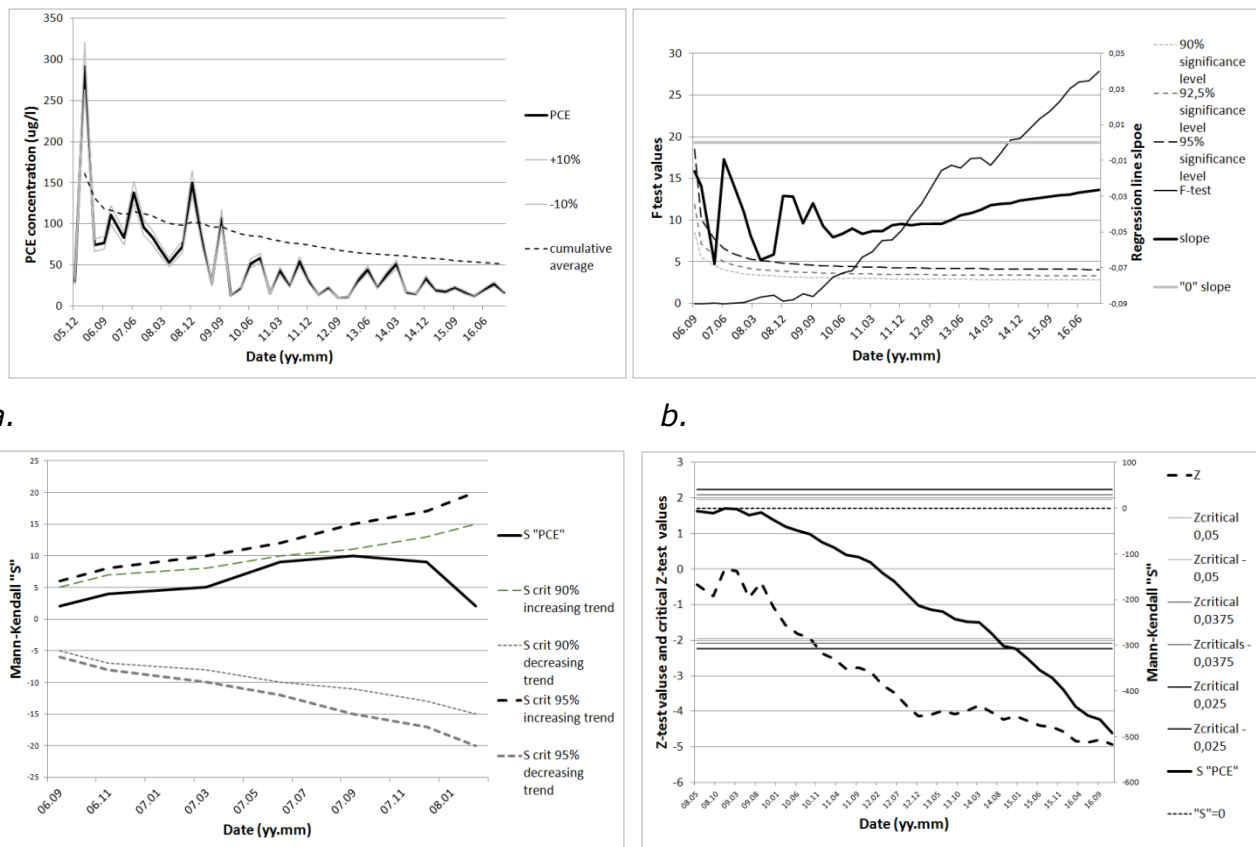 350
300
250
200
150
100
50
0
PCE concentration (ug/l)
05.12
06.09
07.06
08.03
08.12
09.09
10.06
11.03
11.12
12.09
13.06
14.03
14.12
15.09
16.06
Date (yy.mm)
PCE
+10%
-10%
cumulative
average
30
25
20
15
10
5
0
F test values
06.09
07.06
08.03
08.12
09.09
10.06
11.03
11.12
12.09
13.06
14.03
14.12
15.09
16.06
Date (yy.mm)
0,05
0,03
0,01
-0,01
-0,03
-0,05
-0,07
-0,09
Regression line slpoe
90%
significance
level
92,5%
significance
level
95%
significance
level
F-test
slope
"0" slope
a.
b.
25
20
15
10
5
0
-5
-10
-15
-20
-25
Mann-Kendall "S"
06.09
06.11
07.01
07.03
07.05
07.07
07.09
07.11
08.01
Date (yy.mm)
S "PCE"
S crit 90%
increasing trend
S crit 90%
decreasing
trend
S crit 95%
increasing trend
S crit 95%
decreasing
trend
3
2
1
0
-1
-2
-3
-4
-5
-6
Z-test valuse and critical Z-test values
08.05
08.10
09.03
09.08
10.01
10.06
10.11
11.04
11.09
12.02
12.07
12.12
13.05
13.10
14.03
14.08
15.01
15.06
15.11
16.04
16.09
Date (yy.mm)
100
0
-100
-200
-300
-400
-500
-600
Mann-Kendall "S"
Z
Zcritical
0,05
Zcritical -
0,05
Zcritical
0,0375
Zcriticals -
0,0375
Zcritical
0,025
Zcritical -
0,025
S "PCE"
"S"=0